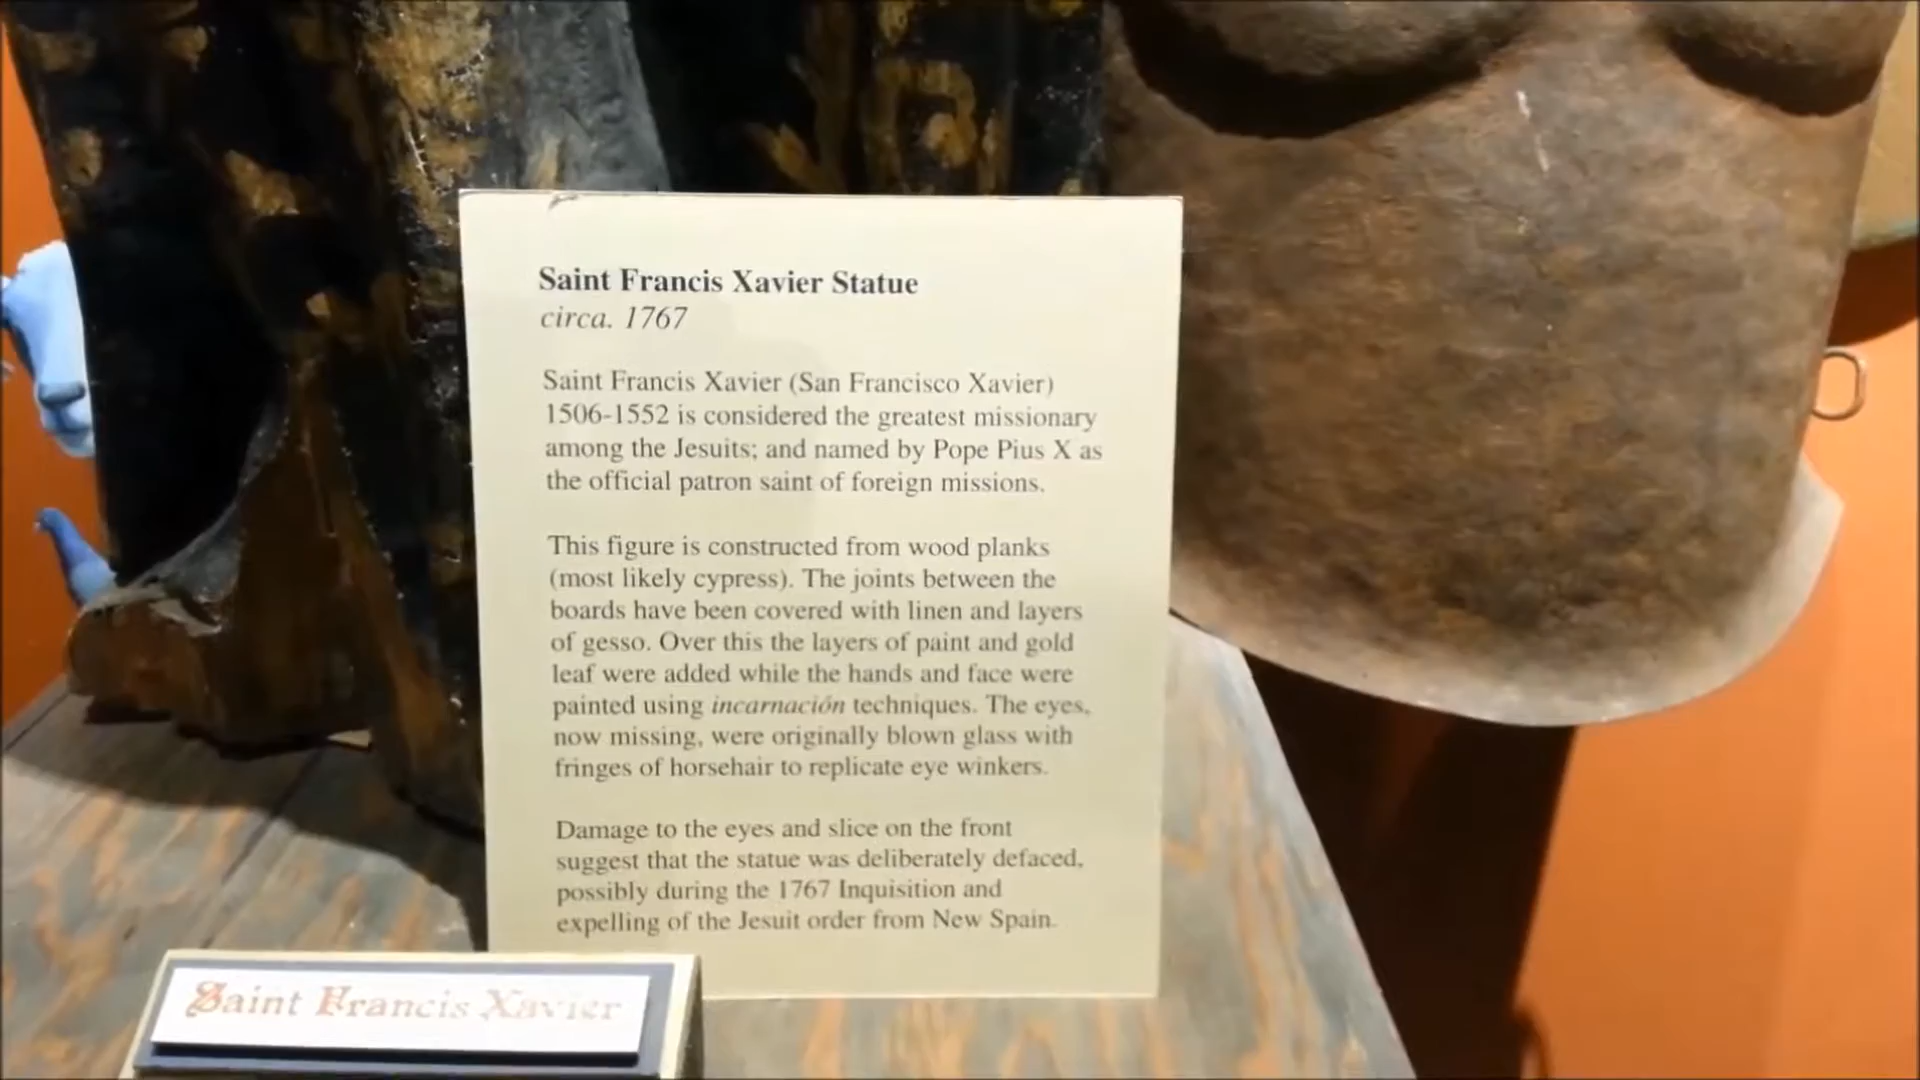 Saint Francis Xavier Statue
circa. 1767
Saint Francis Xavier (San Francisco Xavier)
1506-1552 is considered the greatest missionary
among the Jesuits; and named by Pope Pius X as
the official patron saint of foreign missions.
This figure is constructed from wood planks
(most likely cypress). The joints between the
boards have been covered with linen and layers
of gesso. Over this the layers of paint and gold
leaf were added while the hands and face were
painted using incarnación techniques. The eyes,
now missing, were originally blown glass with
fringes of horsehair to replicate eye winkers.
Damage to the eyes and slice on the front
suggest that the statue was deliberately defaced,
possibly during the 1767 Inquisition and
expelling of the Jesuit order from New Spain.
Saint Francis Xavier